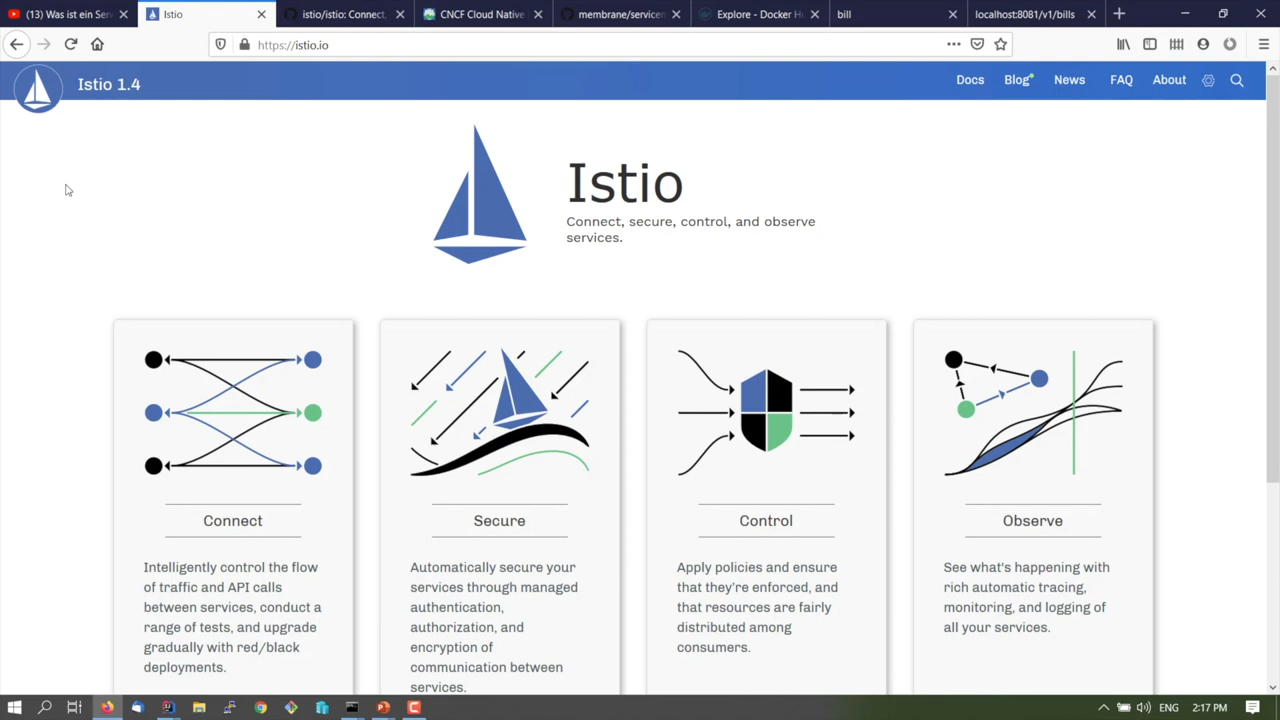 (13) Was ist ein Ser
Istio
istio/istio: Connect,
CNCF Cloud Native
membrane/servicem
Explore - Docker H
bill
localhost:8081/v1/bills
https://istio.io
Istio 1.4
Docs
Blog
News
FAQ
About
Istio
Connect, secure, control, and observe
services.
Connect
Intelligently control the flow
of traffic and API calls
between services, conduct a
range of tests, and upgrade
gradually with red/black
deployments.
Secure
Automatically secure your
services through managed
authentication,
authorization, and
encryption of
communication between
services.
Control
Apply policies and ensure
that they're enforced, and
that resources are fairly
distributed among
consumers.
Observe
See what's happening with
rich automatic tracing,
monitoring, and logging of
all your services.
ENG
2:17 PM